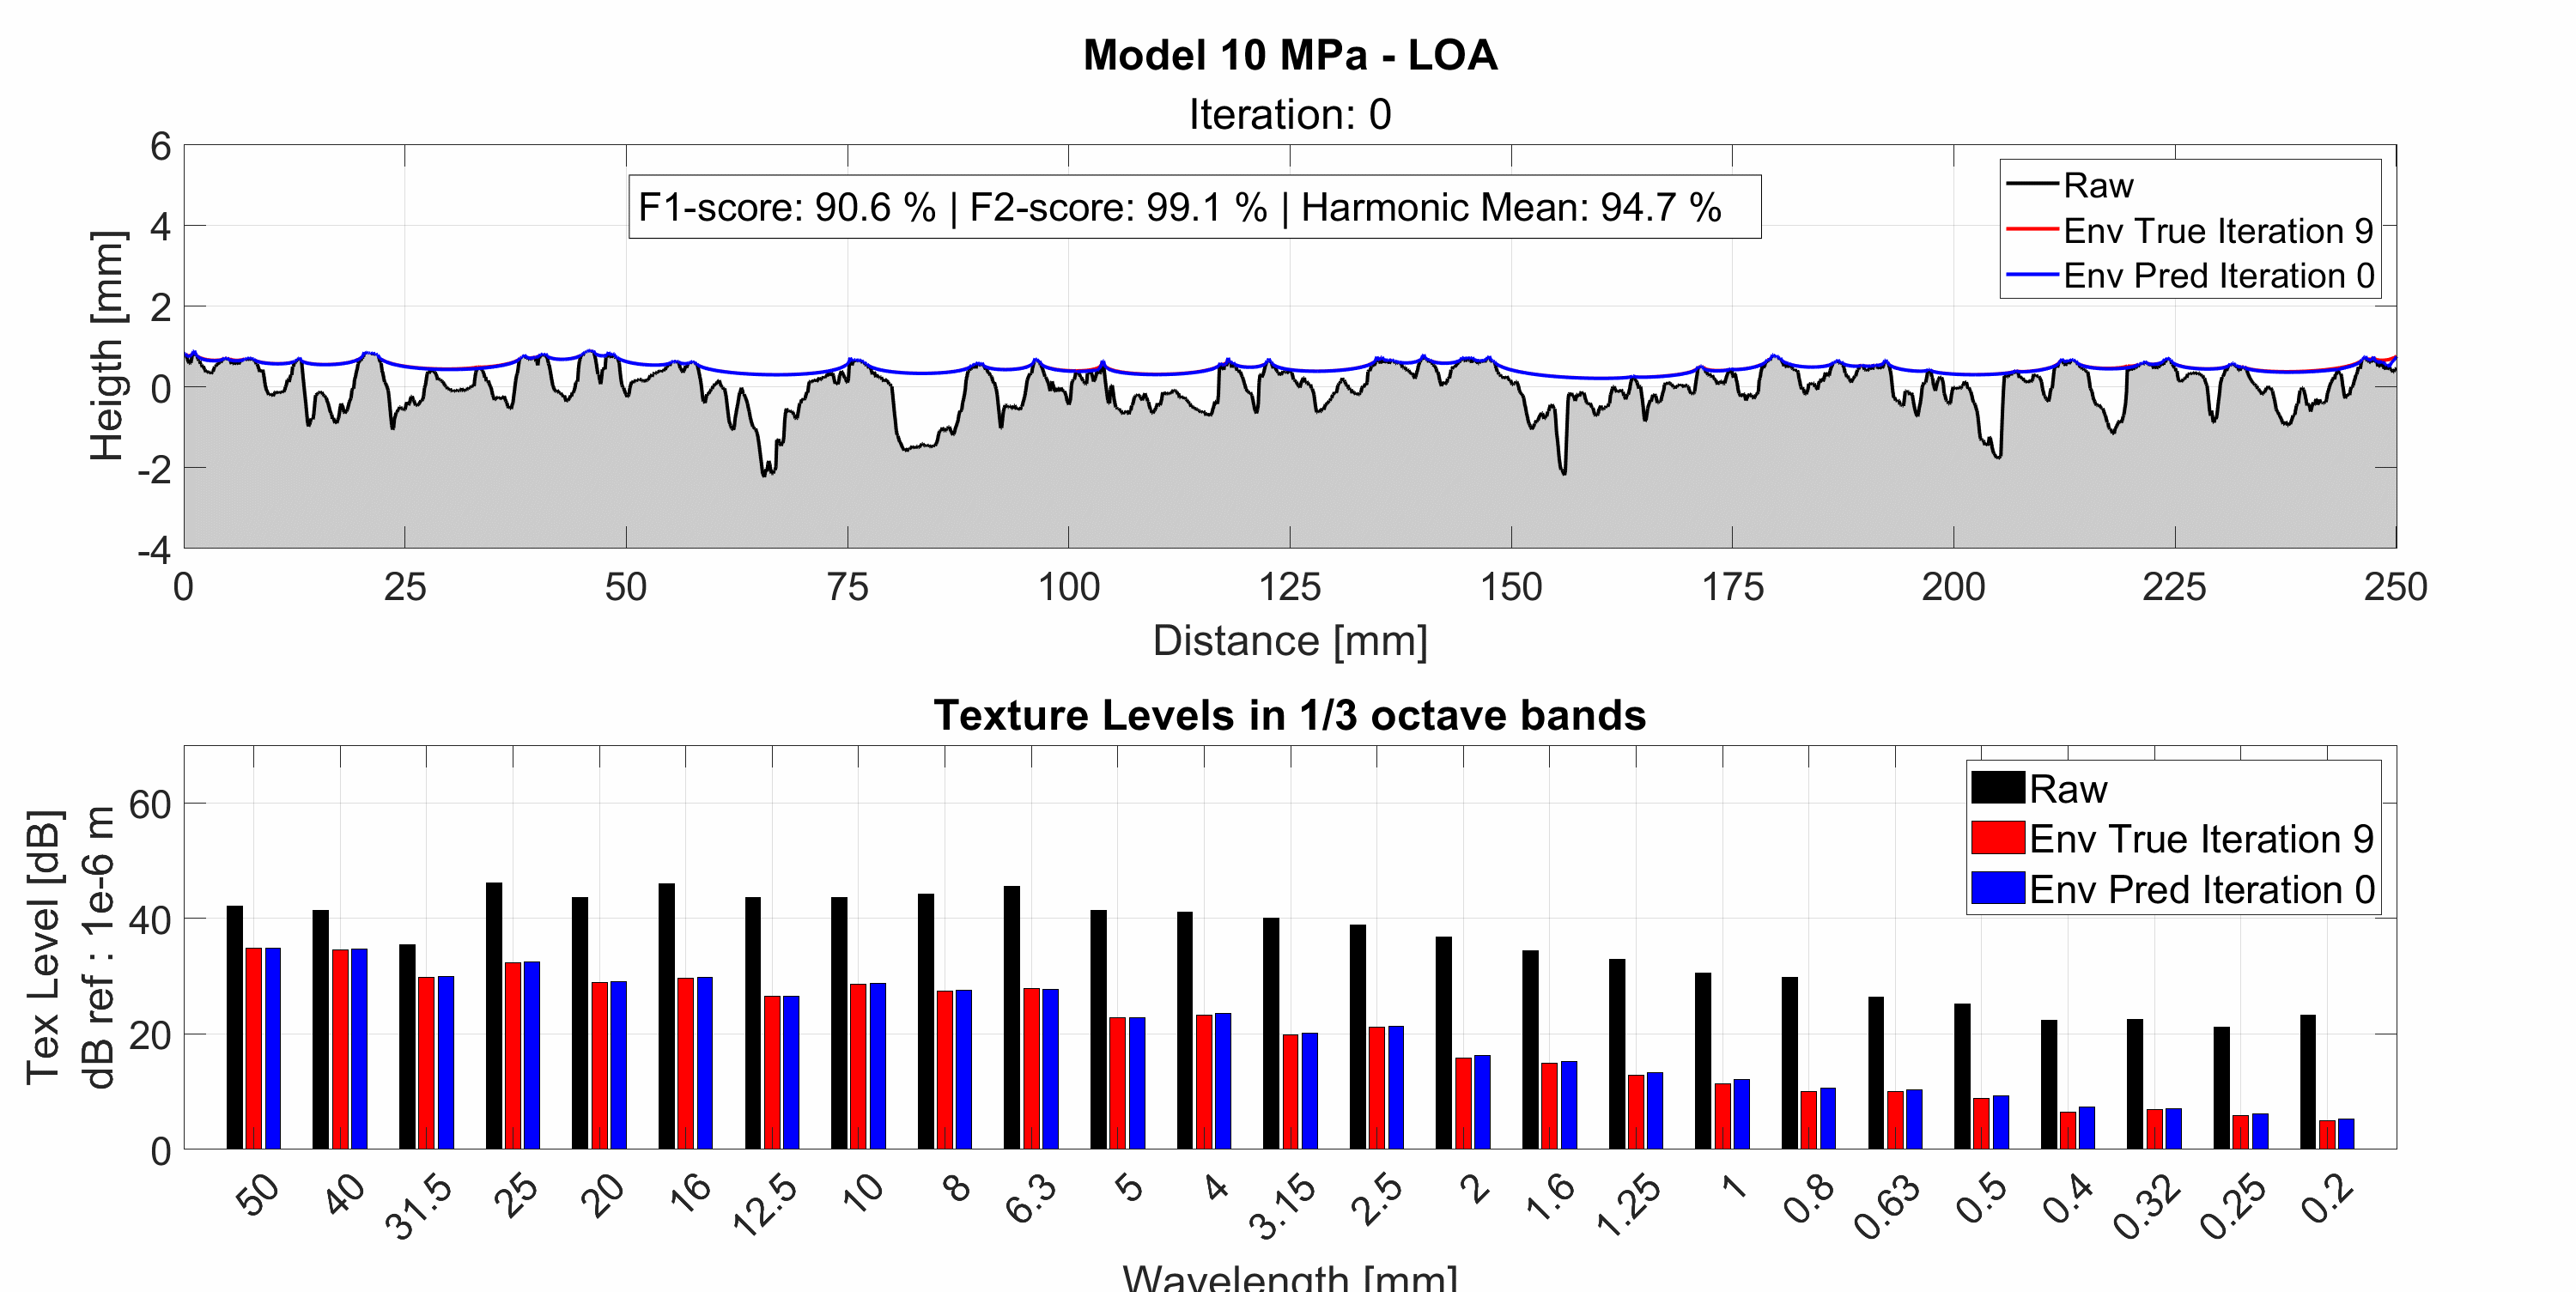 Model 10 MPa - LOA
Iteration: 0
6
4
2
0
-2
-4
Heigth [mm]
F1-score: 90.6 % | F2-score: 99.1 % | Harmonic Mean: 94.7 %
Raw
Env True Iteration 9
Env Pred Iteration 0
0 25 50 75 100 125 150 175 200 225 250
Distance [mm]
Texture Levels in 1/3 octave bands
60
40
20
0
Tex Level [dB]
dB ref : 1e-6 m
Raw
Env True Iteration 9
Env Pred Iteration 0
50 40 31.5 25 20 16 12.5 10 8 6.3 5 4 3.15 2.5 2 1.6 1.25 1 0.8 0.63 0.5 0.4 0.32 0.25 0.2
Wavelength [mm]